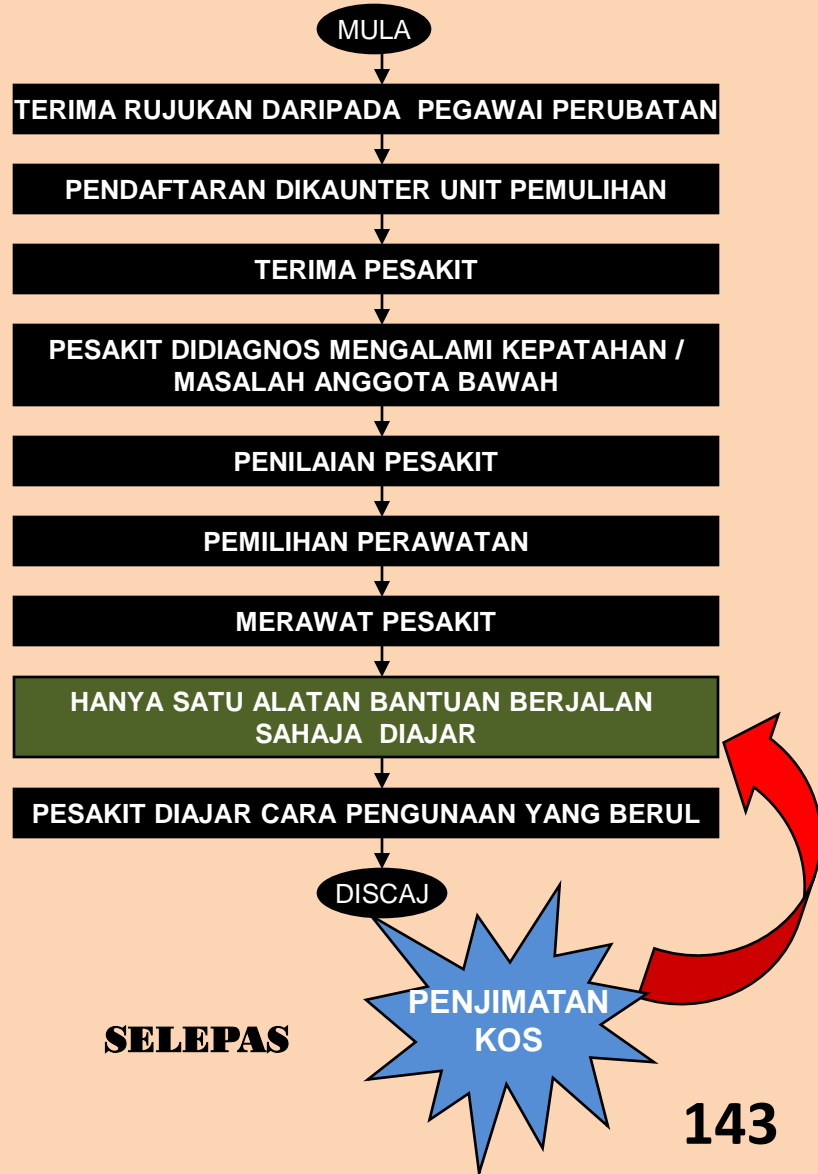 MULA
TERIMA RUJUKAN DARIPADA PEGAWAI PERUBATAN
PENDAFTARAN DIKAUNTER UNIT PEMULIHAN
TERIMA PESAKIT
PESAKIT DIDIAGNOS MENGALAMI KEPATAHAN /
MASALAH ANGGOTA BAWAH
PENILAIAN PESAKIT
PEMILIHAN PERAWATAN
MERAWAT PESAKIT
HANYA SATU ALATAN BANTUAN BERJALAN
SAHAJA DIAJAR
PESAKIT DIAJAR CARA PENGUNAAN YANG BERUL
DISCAJ
PENJIMATAN
KOS
SELEPAS
143